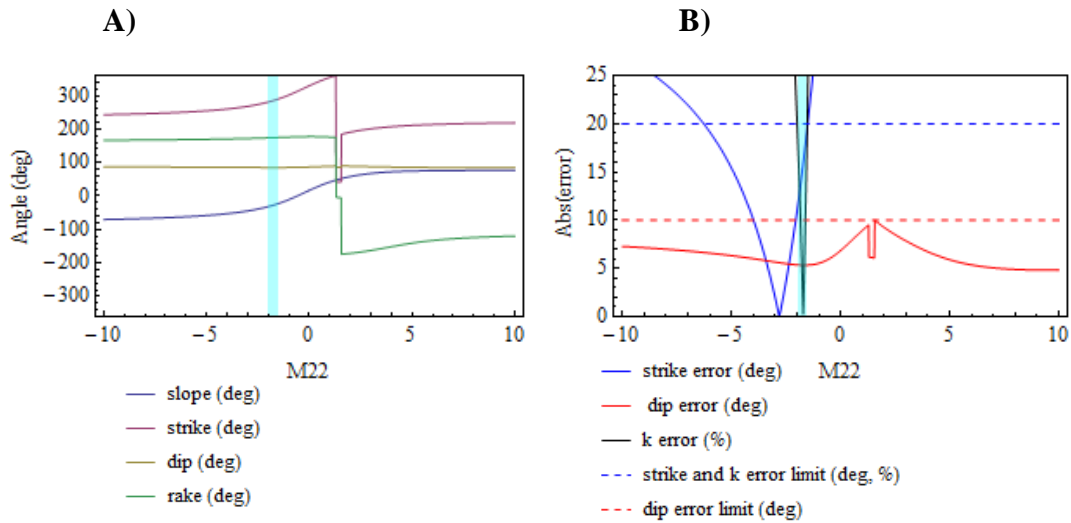 A)
B)
300
200
100
0
−100
−200
−300
Angle (deg)
−10 −5 0 5 10
M22
slope (deg)
strike (deg)
dip (deg)
rake (deg)
25
20
15
10
5
0
Abs(error)
−10 −5 0 5 10
M22
strike error (deg)
dip error (deg)
k error (%)
strike and k error limit (deg, %)
dip error limit (deg)